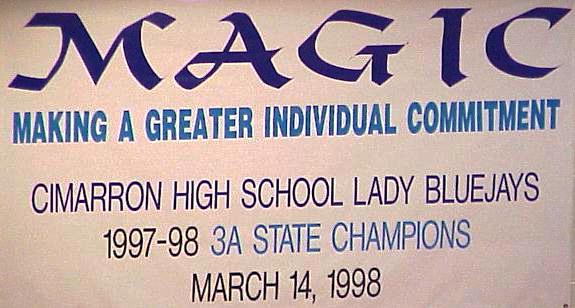 MAGIC
MAKING A GREATER INDIVIDUAL COMMITMENT
CIMARRON HIGH SCHOOL LADY BLUEJAYS
1997-98 3A STATE CHAMPIONS
MARCH 14, 1998